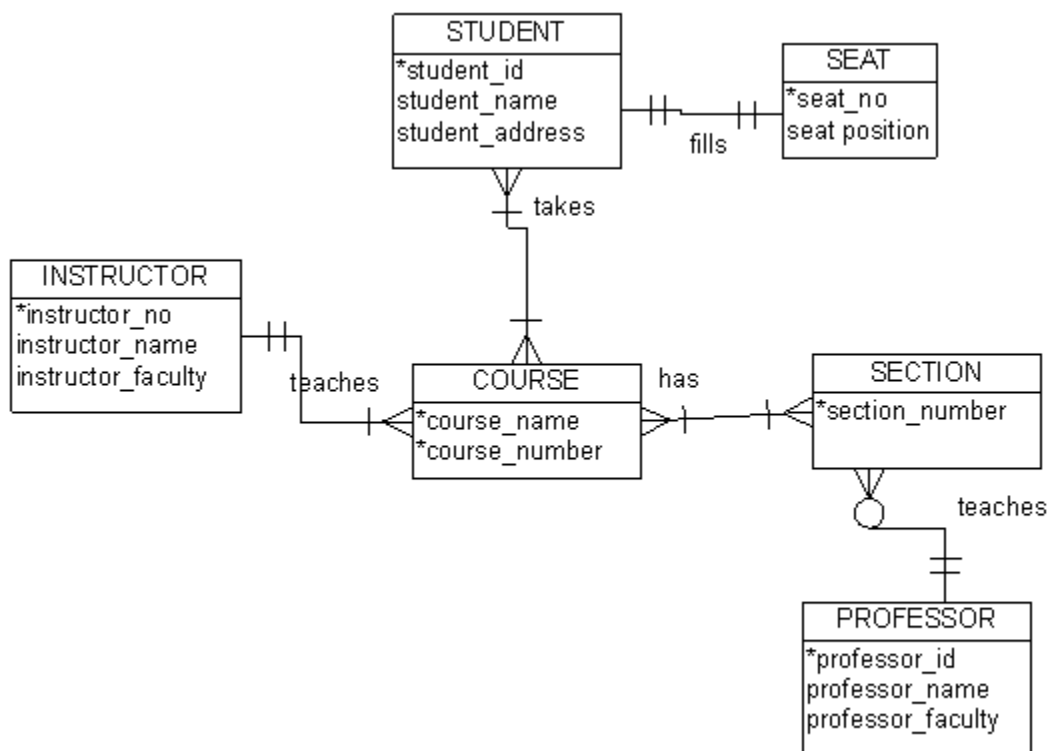 STUDENT
*student_id
student_name
student_address
SEAT
*seat_no
seat position
fills
takes
INSTRUCTOR
*instructor_no
instructor_name
instructor_faculty
teaches
COURSE
*course_name
*course_number
has
SECTION
*section_number
teaches
PROFESSOR
*professor_id
professor_name
professor_faculty